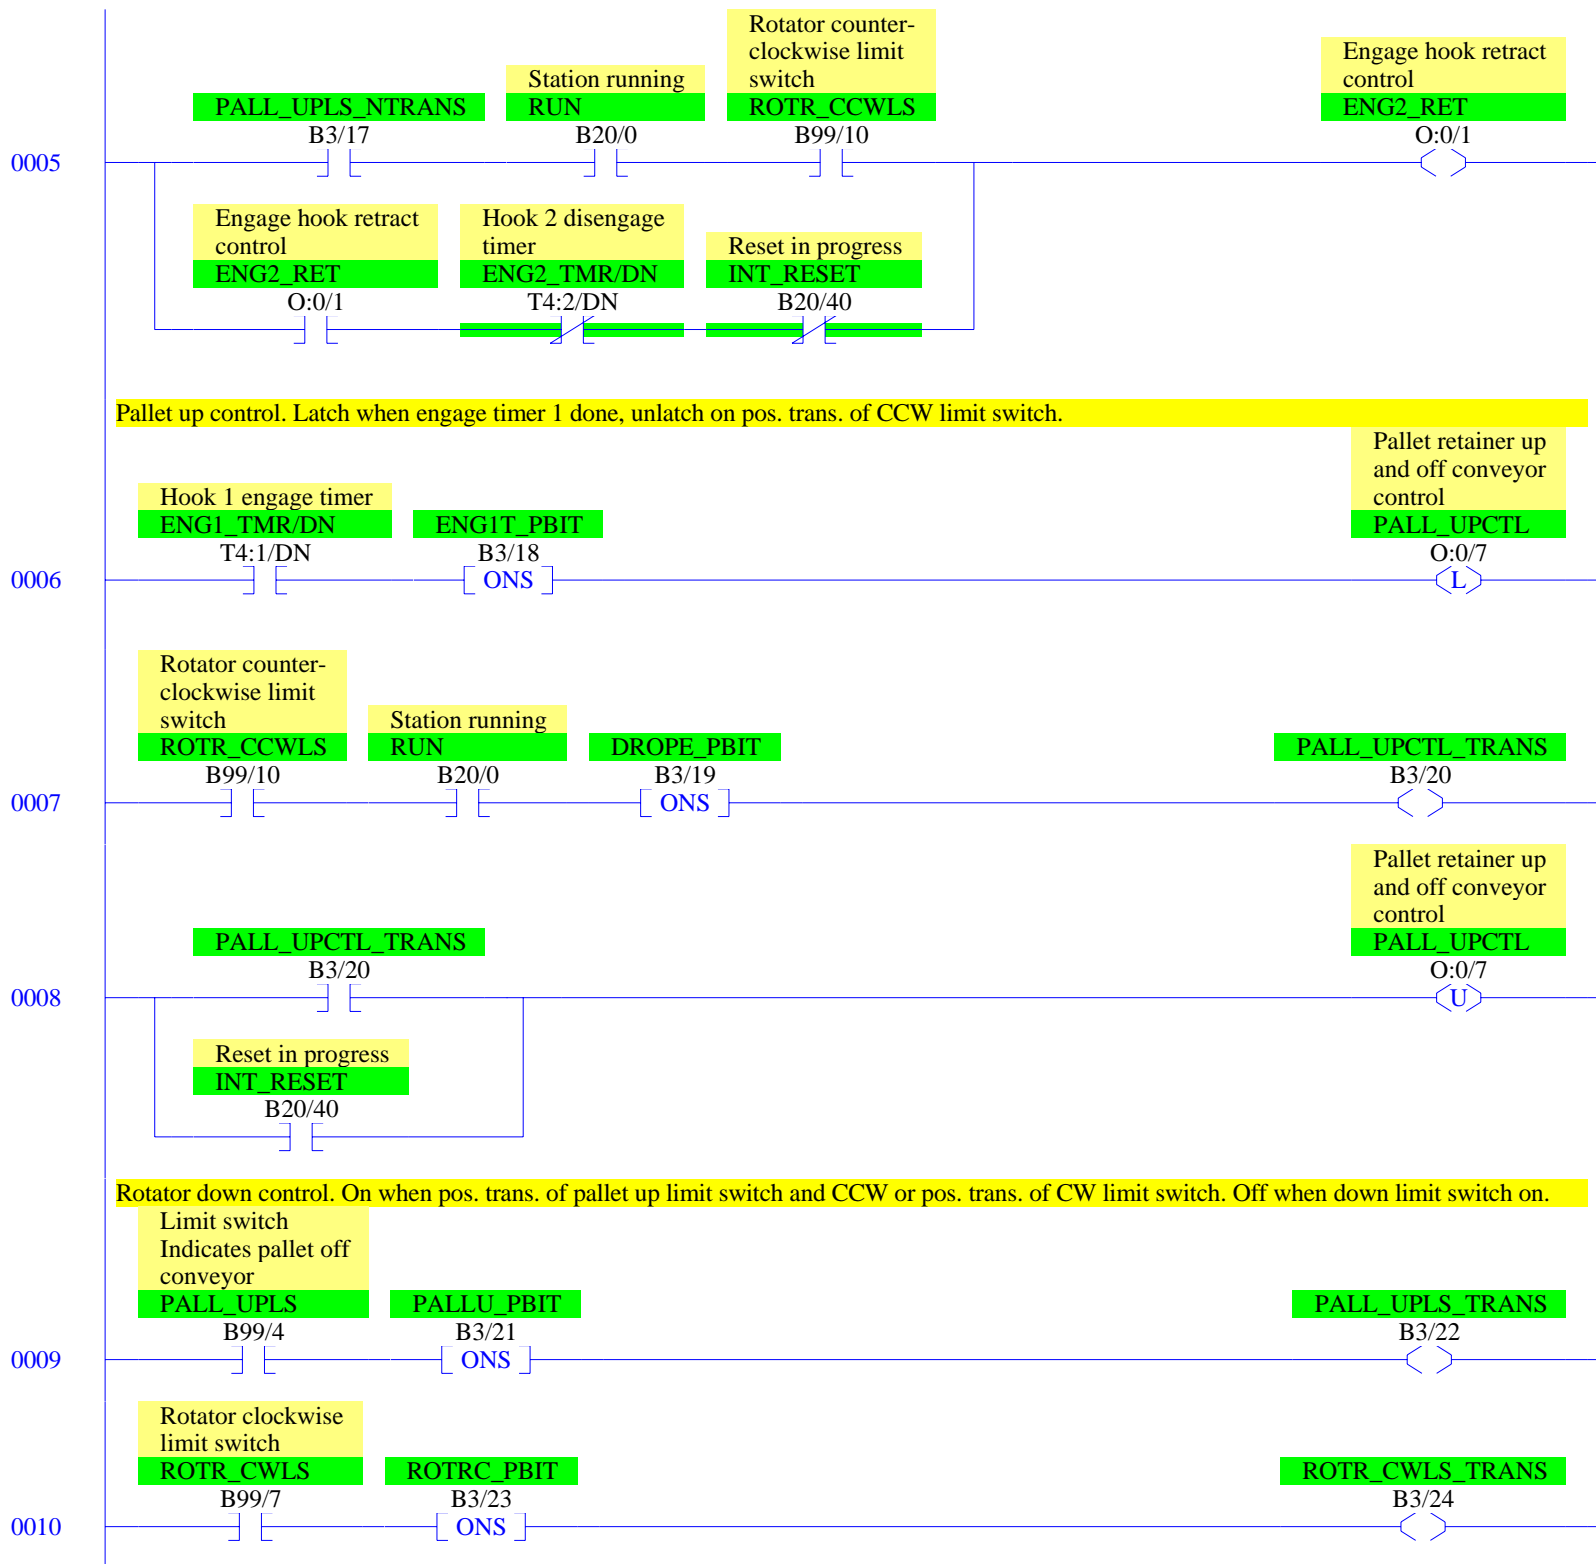 Rotator counter-
clockwise limit
switch
Engage hook retract
control
Station running
PALL_UPLS_NTRANS
RUN
ROTR_CCWLS
ENG2_RET
B3/17
B20/0
B99/10
O:0/1
0005
Engage hook retract
control
Hook 2 disengage
timer
Reset in progress
ENG2_RET
ENG2_TMR/DN
INT_RESET
O:0/1
T4:2/DN
B20/40
Pallet up control. Latch when engage timer 1 done, unlatch on pos. trans. of CCW limit switch.
Pallet retainer up
and off conveyor
control
Hook 1 engage timer
ENG1_TMR/DN
ENG1T_PBIT
PALL_UPCTL
T4:1/DN
B3/18
O:0/7
0006
ONS
L
Rotator counter-
clockwise limit
switch
Station running
ROTR_CCWLS
RUN
DROPE_PBIT
PALL_UPCTL_TRANS
B99/10
B20/0
B3/19
B3/20
0007
ONS
Pallet retainer up
and off conveyor
control
PALL_UPCTL_TRANS
PALL_UPCTL
B3/20
O:0/7
0008
U
Reset in progress
INT_RESET
B20/40
Rotator down control. On when pos. trans. of pallet up limit switch and CCW or pos. trans. of CW limit switch. Off when down limit switch on.
Limit switch
Indicates pallet off
conveyor
PALL_UPLS
PALLU_PBIT
PALL_UPLS_TRANS
B99/4
B3/21
B3/22
0009
ONS
Rotator clockwise
limit switch
ROTR_CWLS
ROTRC_PBIT
ROTR_CWLS_TRANS
B99/7
B3/23
B3/24
0010
ONS